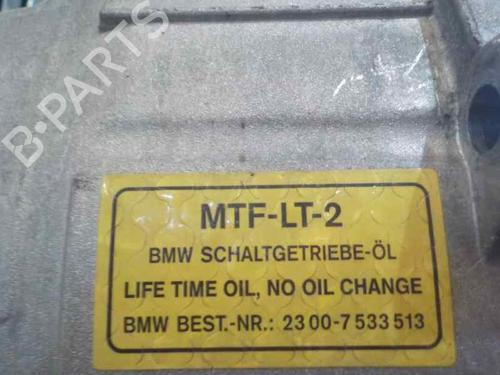 B-PARTS
MTF-LT-2
BMW SCHALTGETRIEBE-ÖL
LIFE TIME OIL, NO OIL CHANGE
BMW BEST.-NR.: 23 00-7 533 513